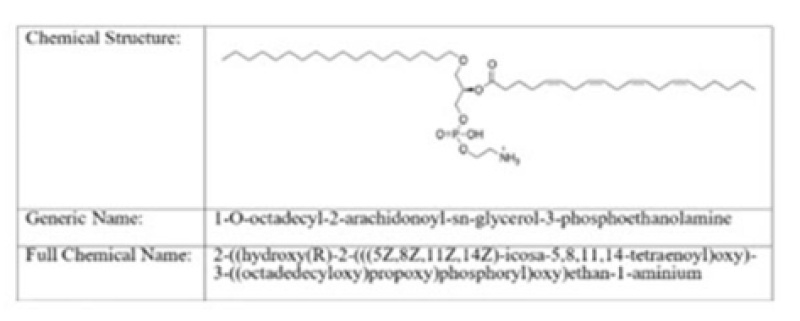 Chemical Structure:
O
O
O
O
O=P-OH
O
NH₃
+
Generic Name:
1-O-octadecyl-2-arachidonoyl-sn-glycerol-3-phosphoethanolamine
Full Chemical Name:
2-((hydroxy(R)-2-(((5Z,8Z,11Z,14Z)-icosa-5,8,11,14-tetraenoyl)oxy)-
3-((octadedecyloxy)propoxy)phosphoryl)oxy)ethan-1-aminium